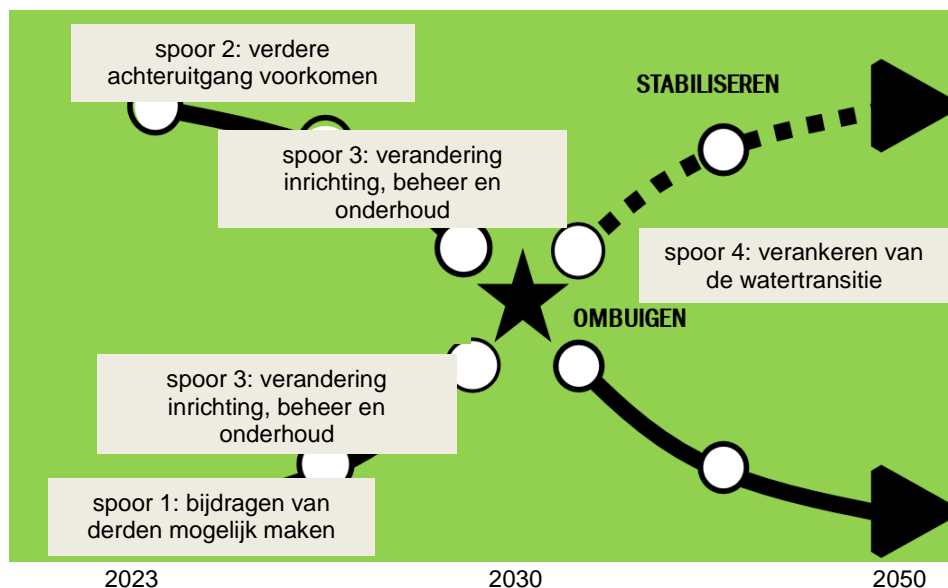 spoor 2: verdere
achteruitgang voorkomen
STABILISEREN
spoor 3: verandering
inrichting, beheer en
onderhoud
spoor 4: verankeren van
de watertransitie
OMBUIGEN
spoor 3: verandering
inrichting, beheer en
onderhoud
spoor 1: bijdragen van
derden mogelijk maken
2023
2030
2050